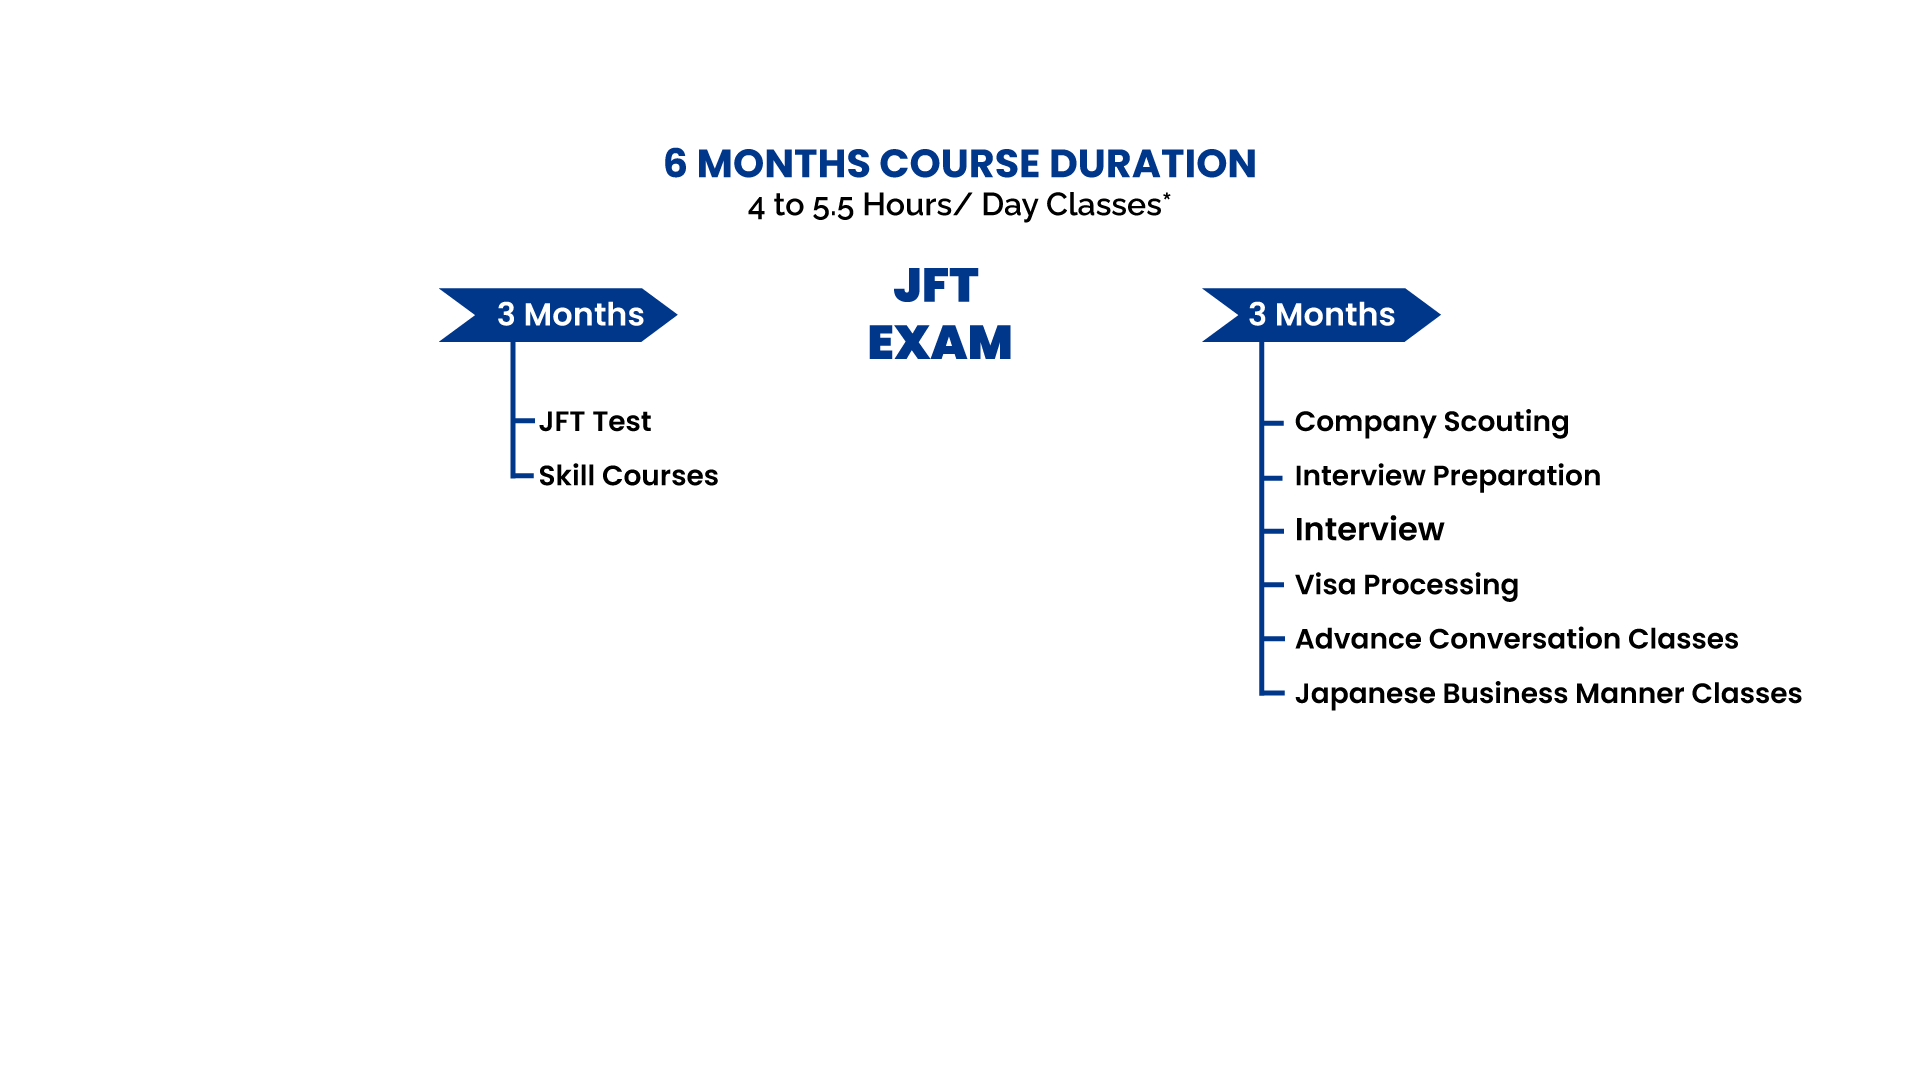 6 MONTHS COURSE DURATION
4 to 5.5 Hours/ Day Classes*
3 Months
JFT Test
Skill Courses
JFT
EXAM
3 Months
Company Scouting
Interview Preparation
Interview
Visa Processing
Advance Conversation Classes
Japanese Business Manner Classes